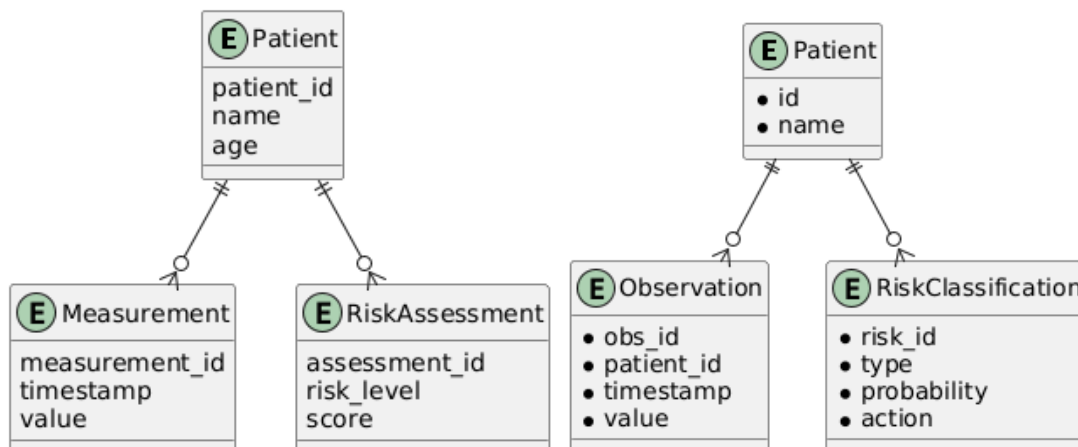 E Patient
patient_id
name
age
E Measurement
measurement_id
timestamp
value
E RiskAssessment
assessment_id
risk_level
score
E Patient
id
name
E Observation
obs_id
patient_id
timestamp
value
E RiskClassification
risk_id
type
probability
action